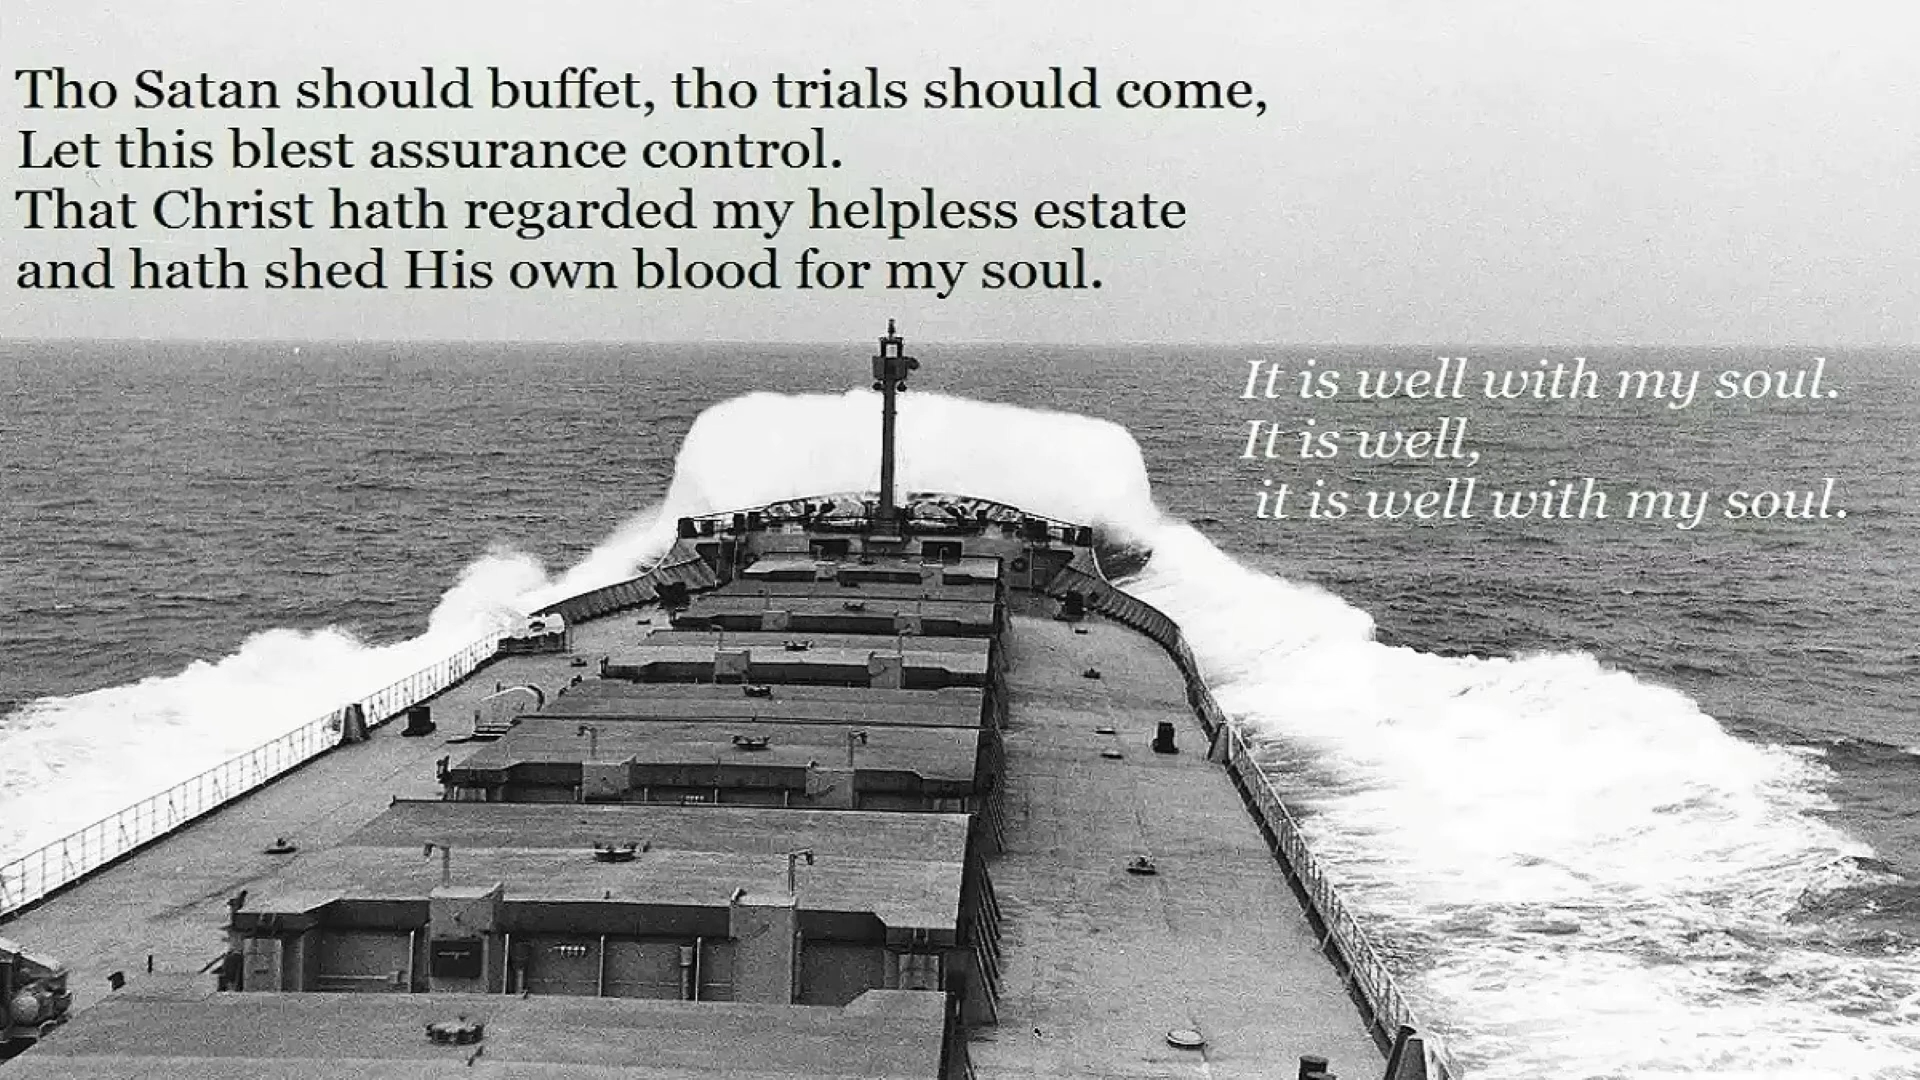 Tho Satan should buffet, tho trials should come,
Let this blest assurance control.
That Christ hath regarded my helpless estate
and hath shed His own blood for my soul.
It is well with my soul.
It is well,
it is well with my soul.